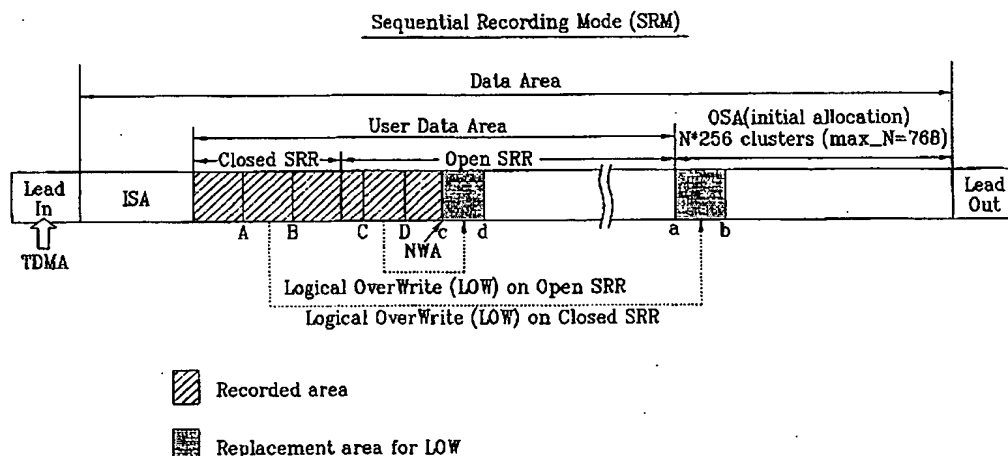 Sequential Recording Mode (SRM)
Data Area
OSA(initial allocation)
User Data Area
N*256 clusters (max_N=768)
Closed SRR
Open SRR
Lead
In
ISA
Lead
Out
A
B
C
D
c
d
a
b
TDMA
NWA
Logical OverWrite (LOW) on Open SRR
Logical OverWrite (LOW) on Closed SRR
Recorded area
Replacement area for LOW